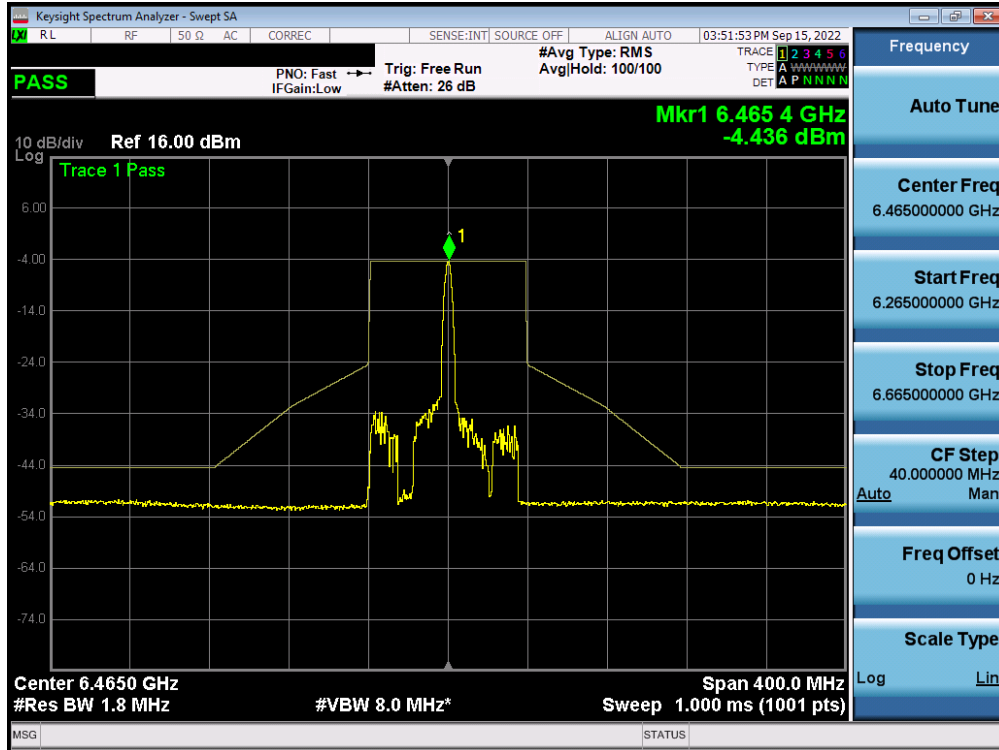 Keysight Spectrum Analyzer - Swept SA
LXI RL RF 50 Ω AC CORREC SENSE:INT SOURCE OFF ALIGN AUTO 03:51:53 PM Sep 15, 2022
PASS
PNO: Fast
IFGain:Low
Trig: Free Run
#Atten: 26 dB
#Avg Type: RMS
Avg|Hold: 100/100
TRACE 1 2 3 4 5 6
TYPE A WWWWW
DET A P N N N N
Mkr1 6.465 4 GHz
-4.436 dBm
10 dB/div Ref 16.00 dBm
Log
Trace 1 Pass
1
6.00
-4.00
-14.0
-24.0
-34.0
-44.0
-54.0
-64.0
-74.0
Center 6.4650 GHz
#Res BW 1.8 MHz
#VBW 8.0 MHz*
Span 400.0 MHz
Sweep 1.000 ms (1001 pts)
MSG
STATUS
Frequency
Auto Tune
Center Freq
6.465000000 GHz
Start Freq
6.265000000 GHz
Stop Freq
6.665000000 GHz
CF Step
40.000000 MHz
Auto Man
Freq Offset
0 Hz
Scale Type
Log Lin